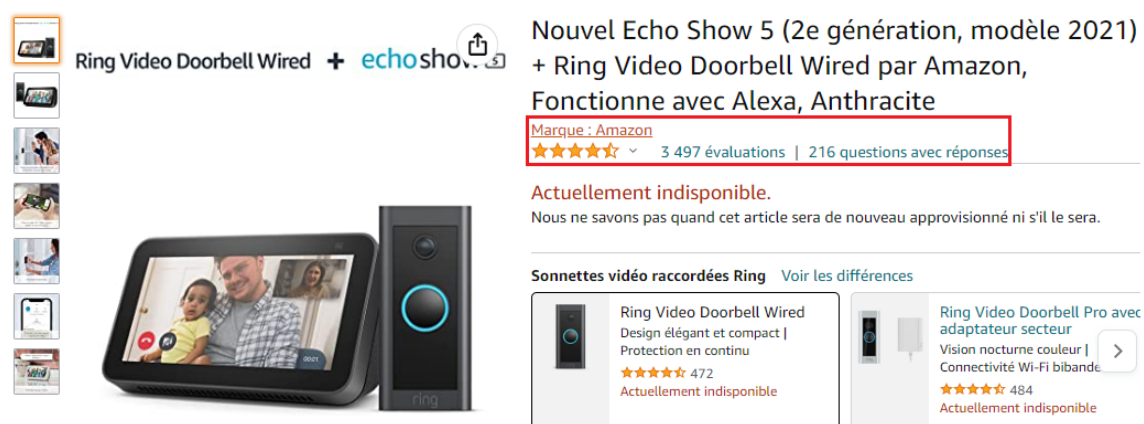 Ring Video Doorbell Wired + echo show 5
Nouvel Echo Show 5 (2e génération, modèle 2021)
+ Ring Video Doorbell Wired par Amazon,
Fonctionne avec Alexa, Anthracite
Marque : Amazon
3 497 évaluations | 216 questions avec réponses
Actuellement indisponible.
Nous ne savons pas quand cet article sera de nouveau approvisionné ni s'il le sera.
Sonnettes vidéo raccordées Ring Voir les différences
Ring Video Doorbell Wired
Design élégant et compact |
Protection en continu
472
Actuellement indisponible
Ring Video Doorbell Pro avec
adaptateur secteur
Vision nocturne couleur |
Connectivité Wi-Fi bibande
484
Actuellement indisponible
00:21
ring